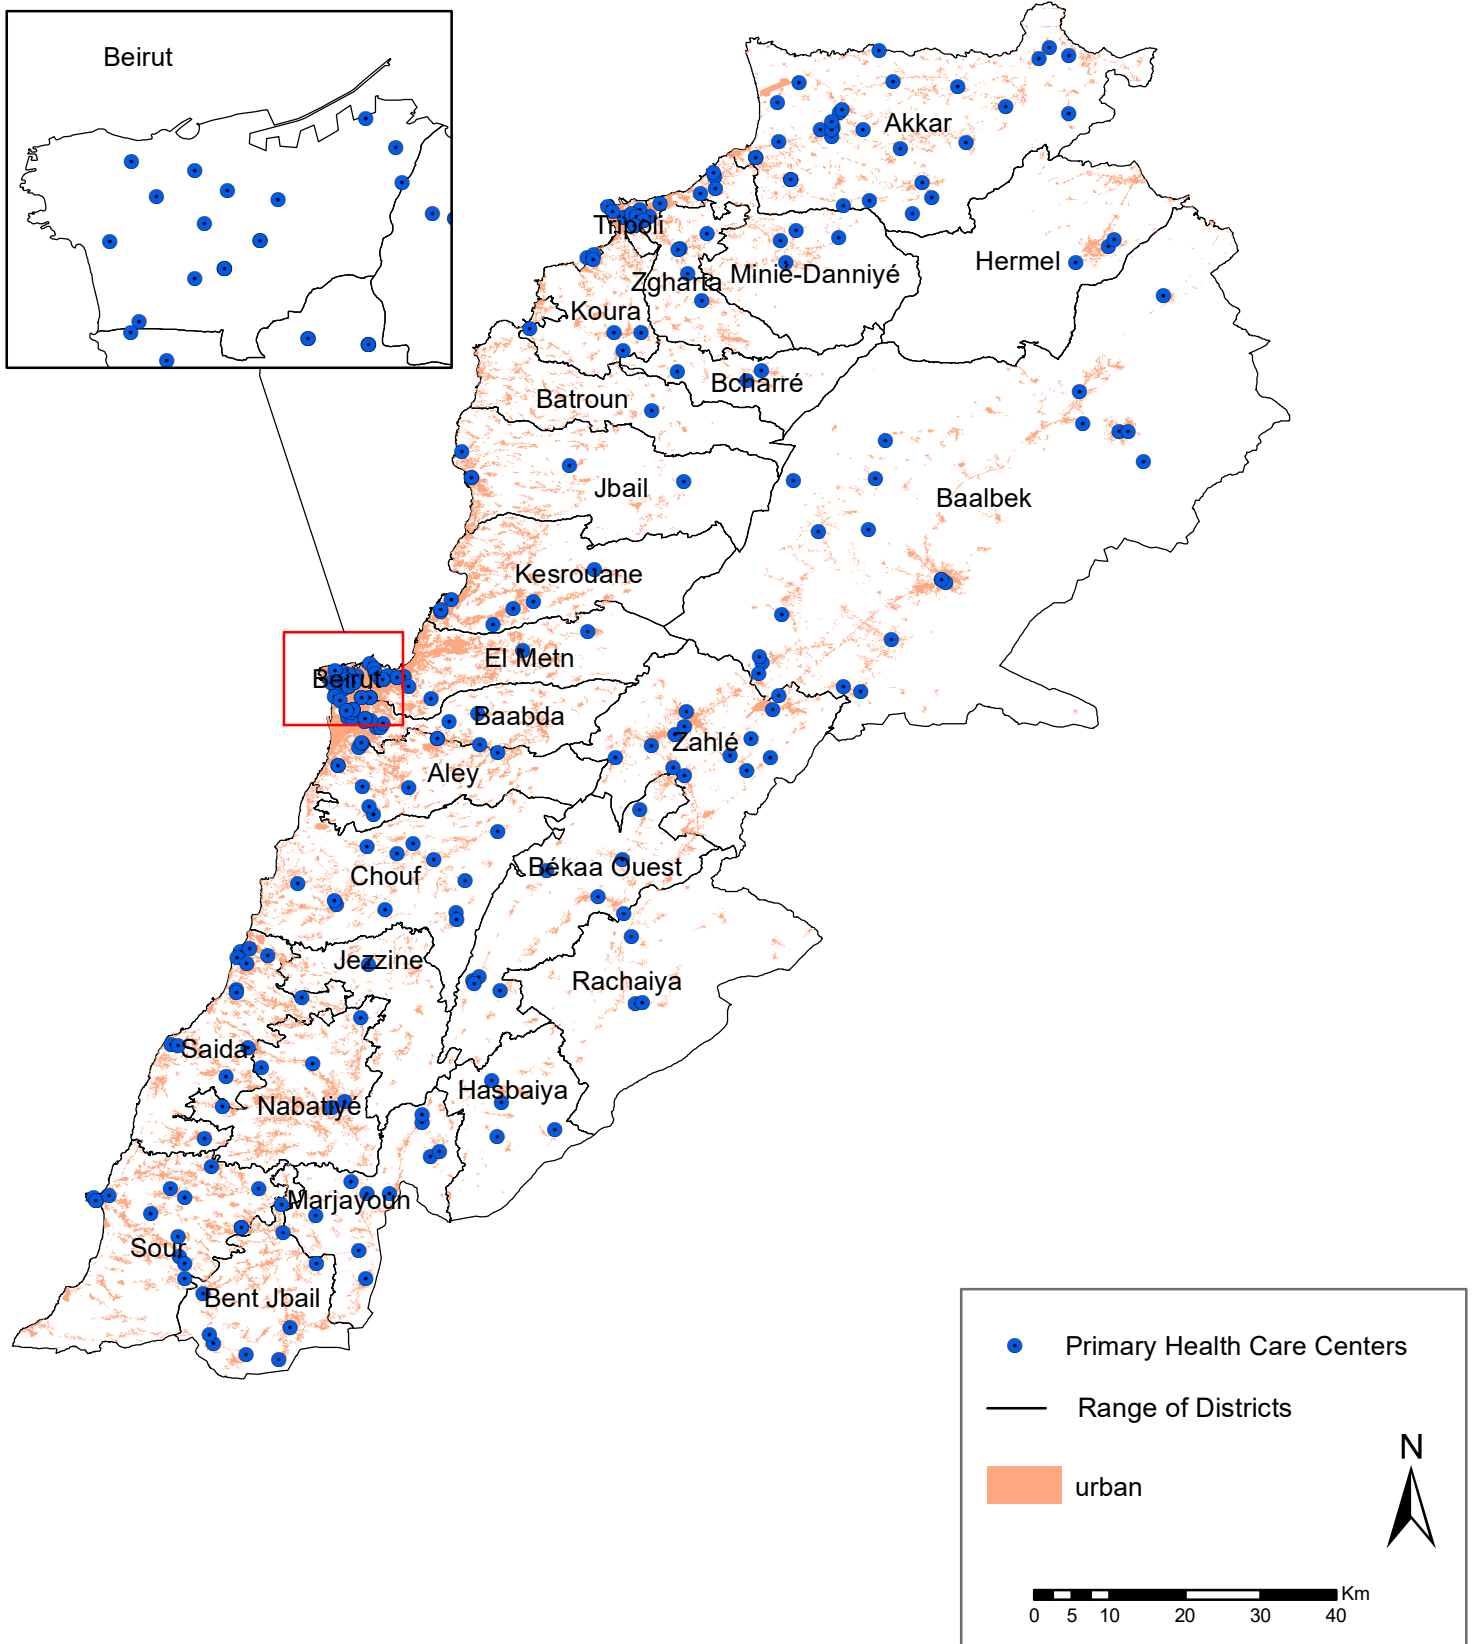 Beirut
Akkar
Tripoli
Hermel
Minié-Danniyé
Zgharta
Koura
Bcharré
Batroun
Jbail
Baalbek
Kesrouane
El Metn
Beirut
Baabda
Zahlé
Aley
Békaa Ouest
Chouf
Jezzine
Rachaiya
Saida
Hasbaiya
Nabatiyé
Marjayoun
Sour
Bent Jbail
Primary Health Care Centers
Range of Districts
N
urban
Km
0 5 10 20 30 40